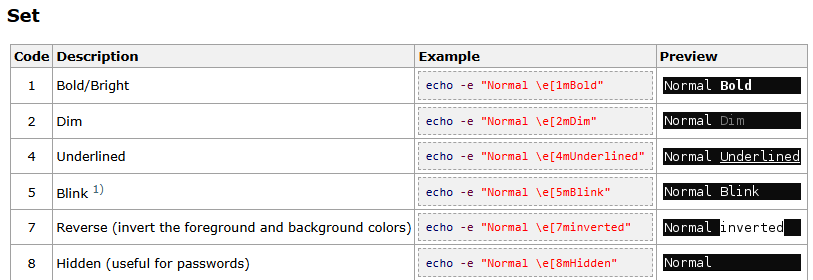 Set
Code Description Example Preview
1 Bold/Bright echo -e "Normal \e[1mBold" Normal Bold
2 Dim echo -e "Normal \e[2mDim" Normal Dim
4 Underlined echo -e "Normal \e[4mUnderlined" Normal Underlined
5 Blink 1) echo -e "Normal \e[5mBlink" Normal Blink
7 Reverse (invert the foreground and background colors) echo -e "Normal \e[7minverted" Normal inverted
8 Hidden (useful for passwords) echo -e "Normal \e[8mHidden" Normal